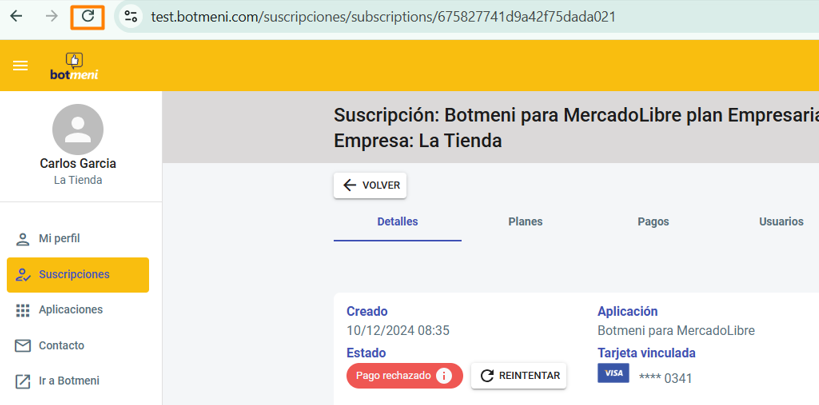 test.botmeni.com/suscripciones/subscriptions/675827741d9a42f75dada021
botmeni
Carlos Garcia
La Tienda
Mi perfil
Suscripciones
Aplicaciones
Contacto
Ir a Botmeni
Suscripción: Botmeni para MercadoLibre plan Empresaria
Empresa: La Tienda
VOLVER
Detalles Planes Pagos Usuarios
Creado
10/12/2024 08:35
Estado
Pago rechazado REINTENTAR
Aplicación
Botmeni para MercadoLibre
Tarjeta vinculada
VISA **** 0341